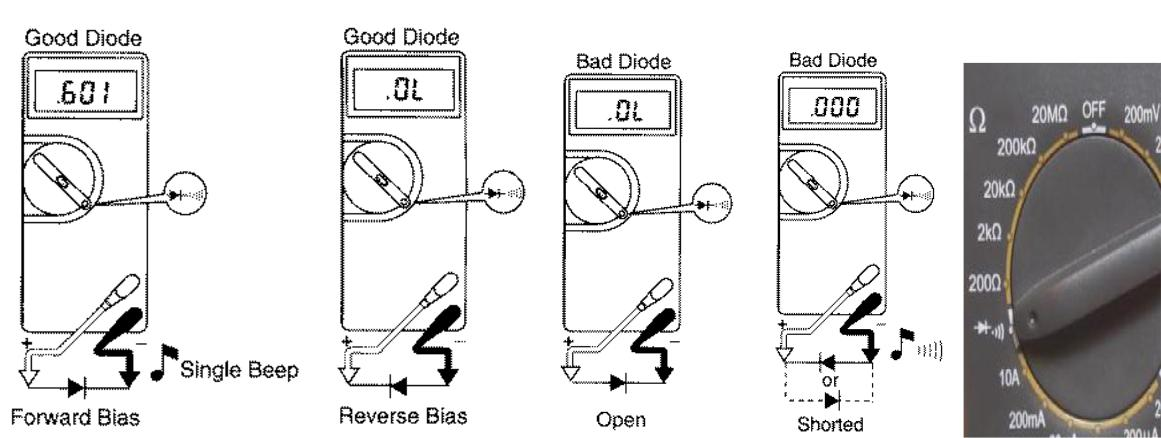 Good Diode
.601
+
−
Single Beep
Forward Bias
Good Diode
.0L
+
−
Reverse Bias
Bad Diode
.0L
+
−
Open
Bad Diode
.000
+
−
or
Shorted
Ω
20MΩ
OFF
200mV
200kΩ
20kΩ
2kΩ
200Ω
10A
200mA
200µA